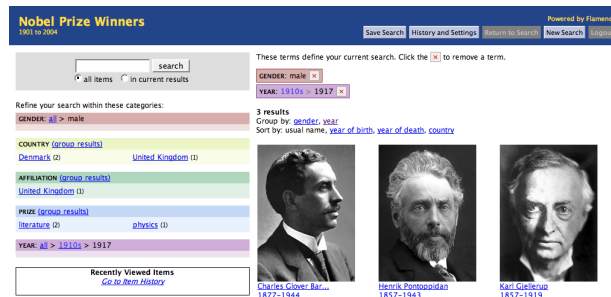 Nobel Prize Winners
1901 to 2004
Powered by Flamenco
Save Search
History and Settings
Return to Search
New Search
Logout
search
all items
in current results
Refine your search within these categories:
GENDER: all > male
COUNTRY (group results)
Denmark (2)
United Kingdom (1)
AFFILIATION (group results)
United Kingdom (1)
PRIZE (group results)
literature (2)
physics (1)
YEAR: all > 1910s > 1917
Recently Viewed Items
Go to Item History
These terms define your current search. Click the × to remove a term.
GENDER: male ×
YEAR: 1910s > 1917 ×
3 results
Group by: gender, year
Sort by: usual name, year of birth, year of death, country
Charles Glover Bar...
1877-1944
Henrik Pontoppidan
1857-1943
Karl Gjellerup
1857-1919